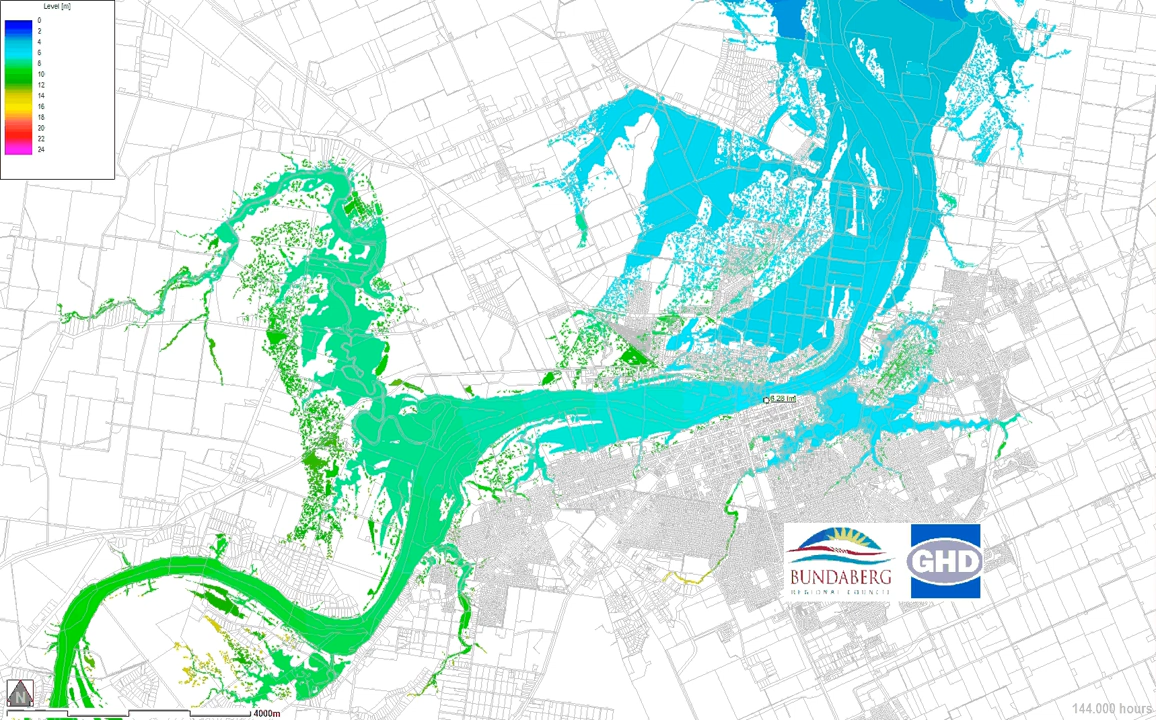 Level [m]
0
2
4
6
8
10
12
14
16
18
20
22
24
6.28 [m]
BUNDABERG
REGIONAL COUNCIL
GHD
N
4000m
144.000 hours